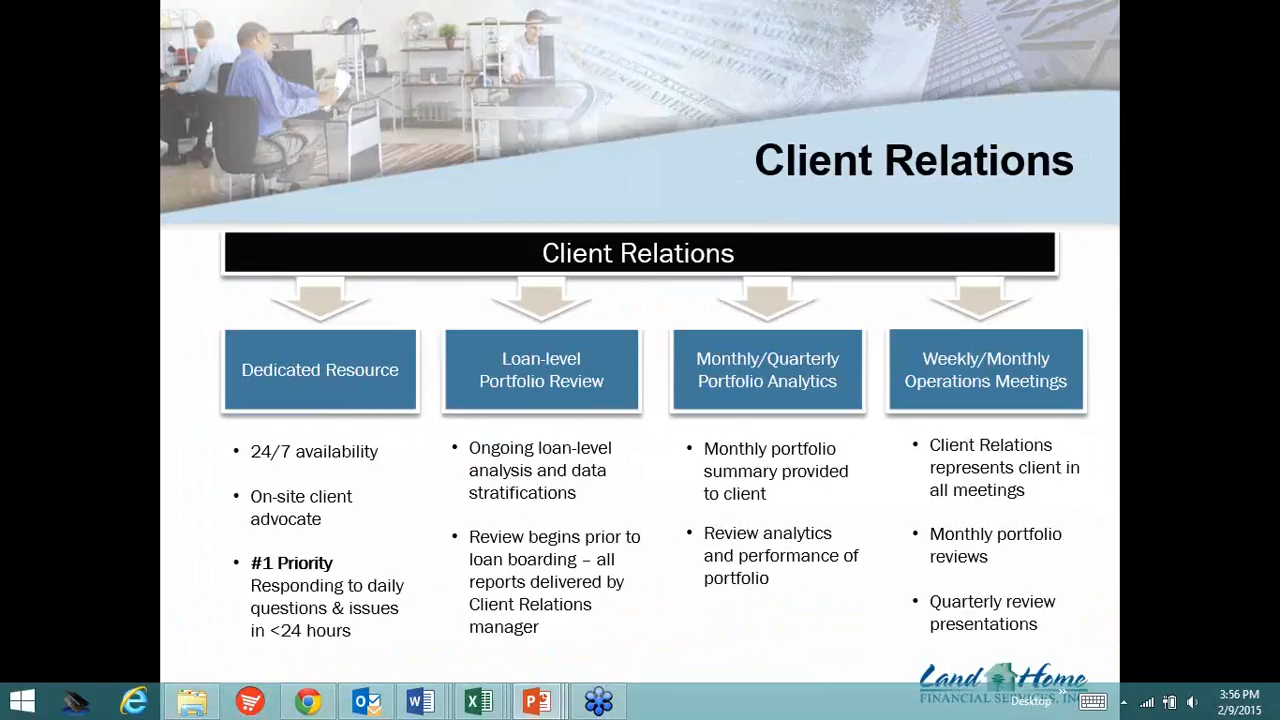 Client Relations
Client Relations
Dedicated Resource
Loan-level
Portfolio Review
Monthly/Quarterly
Portfolio Analytics
Weekly/Monthly
Operations Meetings
• 24/7 availability
• On-site client
advocate
• #1 Priority
Responding to daily
questions & issues
in <24 hours
• Ongoing loan-level
analysis and data
stratifications
• Review begins prior to
loan boarding – all
reports delivered by
Client Relations
manager
• Monthly portfolio
summary provided
to client
• Review analytics
and performance of
portfolio
• Client Relations
represents client in
all meetings
• Monthly portfolio
reviews
• Quarterly review
presentations
Land Home
FINANCIAL SERVICES, INC
Desktop
3:56 PM
2/9/2015